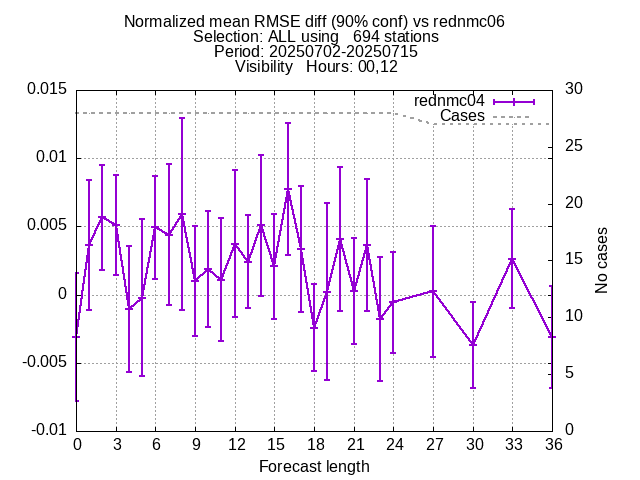 Normalized mean RMSE diff (90% conf) vs rednmc06
Selection: ALL using 694 stations
Period: 20250702-20250715
Visibility Hours: 00,12
0.015
0.01
0.005
0
-0.005
-0.01
30
25
20
15
10
5
0
rednmc04
Cases
No cases
0 3 6 9 12 15 18 21 24 27 30 33 36
Forecast length